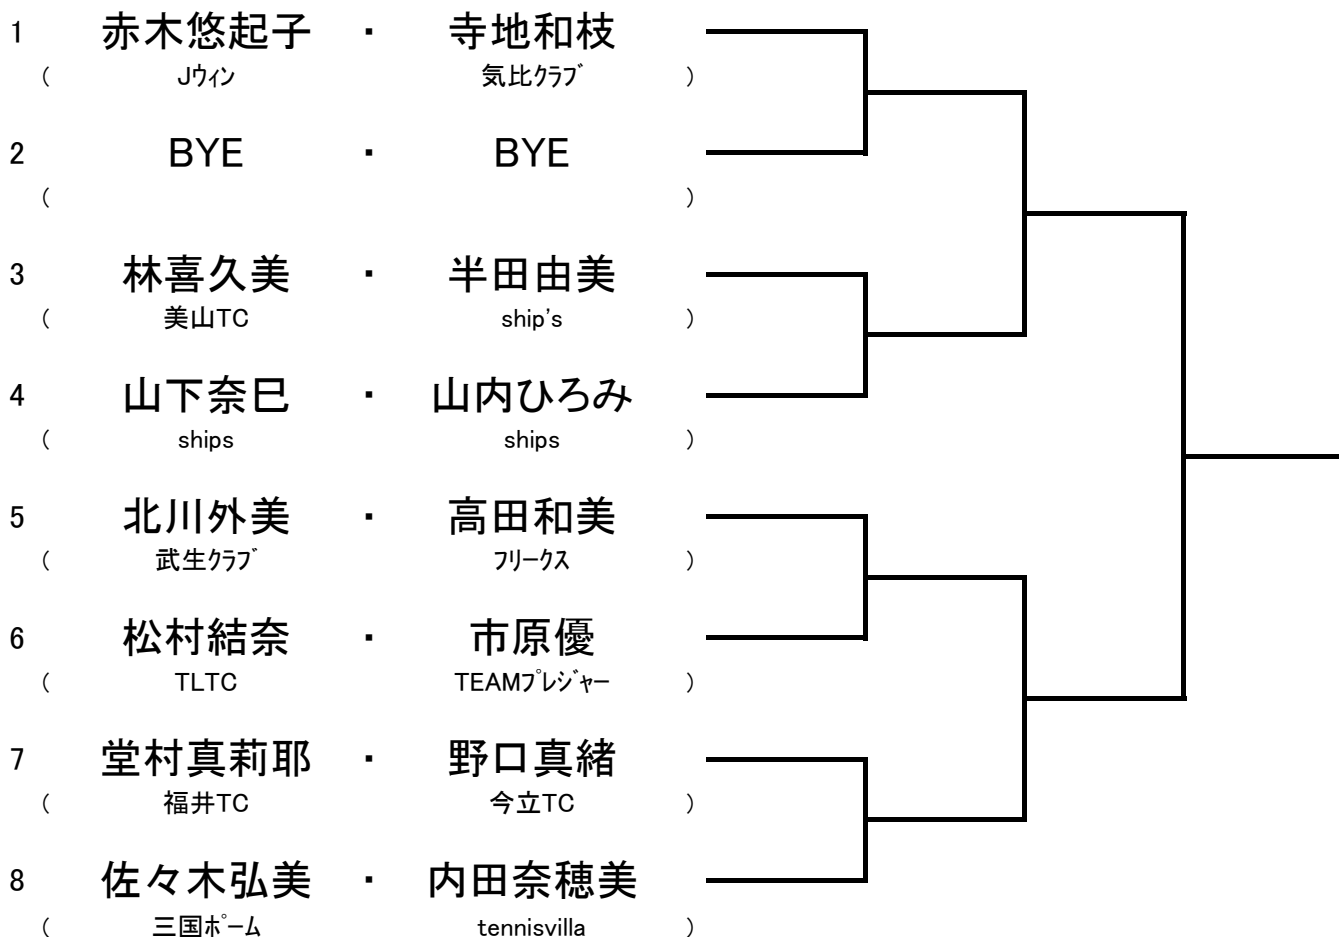 1 赤木悠起子 ・ 寺地和枝
( Jウィン 気比クラブ )
2 BYE ・ BYE
( )
3 林喜久美 ・ 半田由美
( 美山TC ship's )
4 山下奈巳 ・ 山内ひろみ
( ships ships )
5 北川外美 ・ 高田和美
( 武生クラブ フリークス )
6 松村結奈 ・ 市原優
( TLTC TEAMプレジャー )
7 堂村真莉耶 ・ 野口真緒
( 福井TC 今立TC )
8 佐々木弘美 ・ 内田奈穂美
( 三国ポーム tennisvilla )